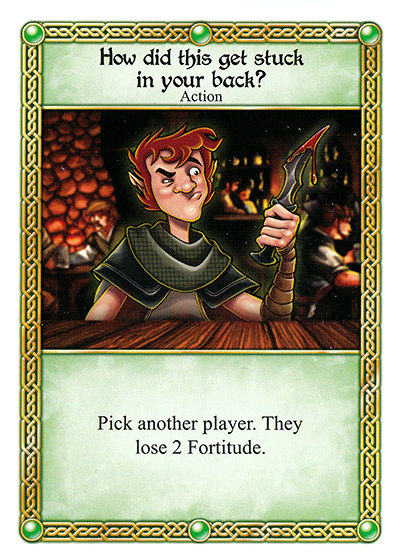 How did this get stuck
in your back?
Action
Pick another player. They
lose 2 Fortitude.